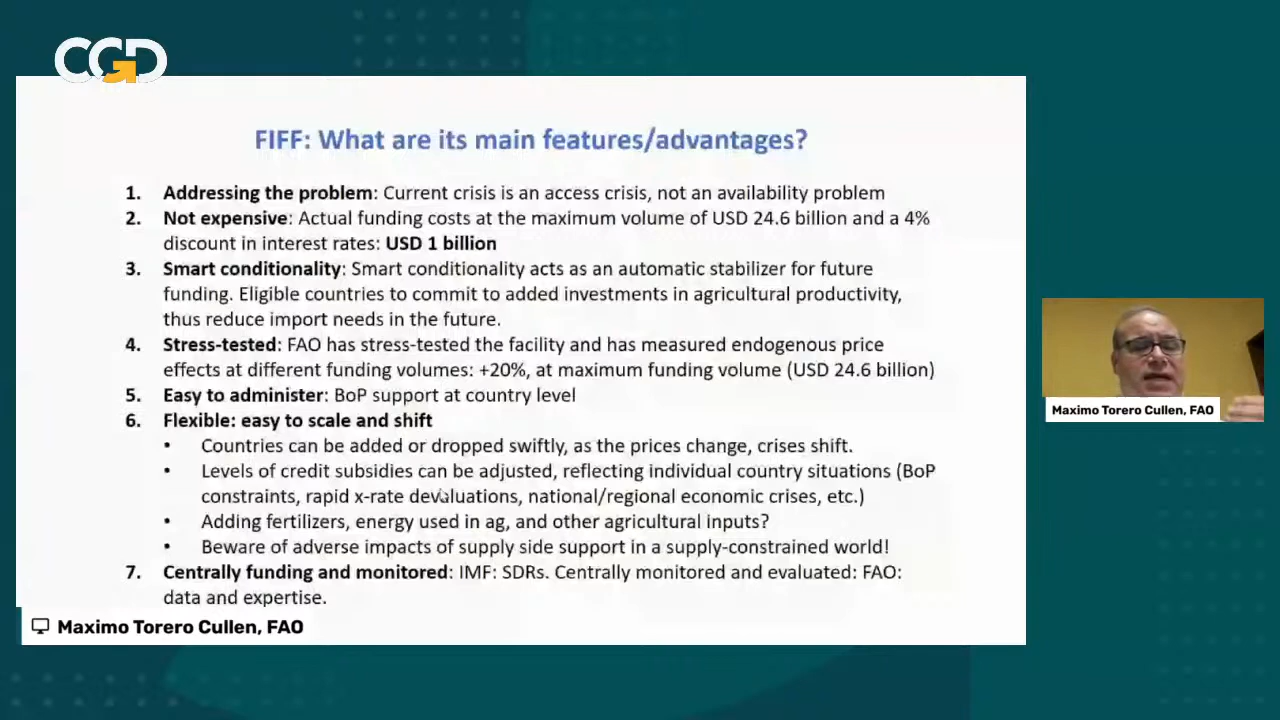 CGD
FIFF: What are its main features/advantages?
1. Addressing the problem: Current crisis is an access crisis, not an availability problem
2. Not expensive: Actual funding costs at the maximum volume of USD 24.6 billion and a 4%
discount in interest rates: USD 1 billion
3. Smart conditionality: Smart conditionality acts as an automatic stabilizer for future
funding. Eligible countries to commit to added investments in agricultural productivity,
thus reduce import needs in the future.
4. Stress-tested: FAO has stress-tested the facility and has measured endogenous price
effects at different funding volumes: +20%, at maximum funding volume (USD 24.6 billion)
5. Easy to administer: BoP support at country level
6. Flexible: easy to scale and shift
• Countries can be added or dropped swiftly, as the prices change, crises shift.
• Levels of credit subsidies can be adjusted, reflecting individual country situations (BoP
constraints, rapid x-rate devaluations, national/regional economic crises, etc.)
• Adding fertilizers, energy used in ag, and other agricultural inputs?
• Beware of adverse impacts of supply side support in a supply-constrained world!
7. Centrally funding and monitored: IMF: SDRs. Centrally monitored and evaluated: FAO:
data and expertise.
Maximo Torero Cullen, FAO
Maximo Torero Cullen, FAO